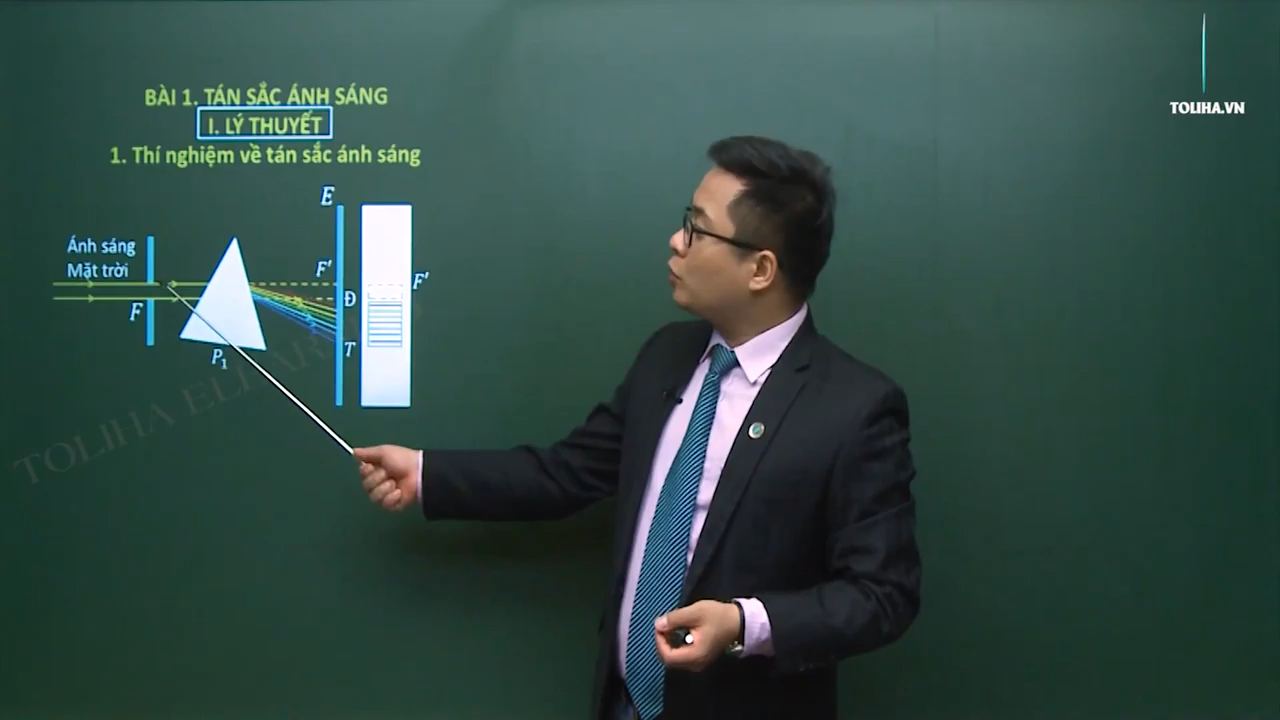 TOLIHA.VN
BÀI 1. TÁN SẮC ÁNH SÁNG
I. LÝ THUYẾT
1. Thí nghiệm về tán sắc ánh sáng
E
Ánh sáng
Mặt trời
F'
F'
Đ
F
T
P₁
TOLIHA